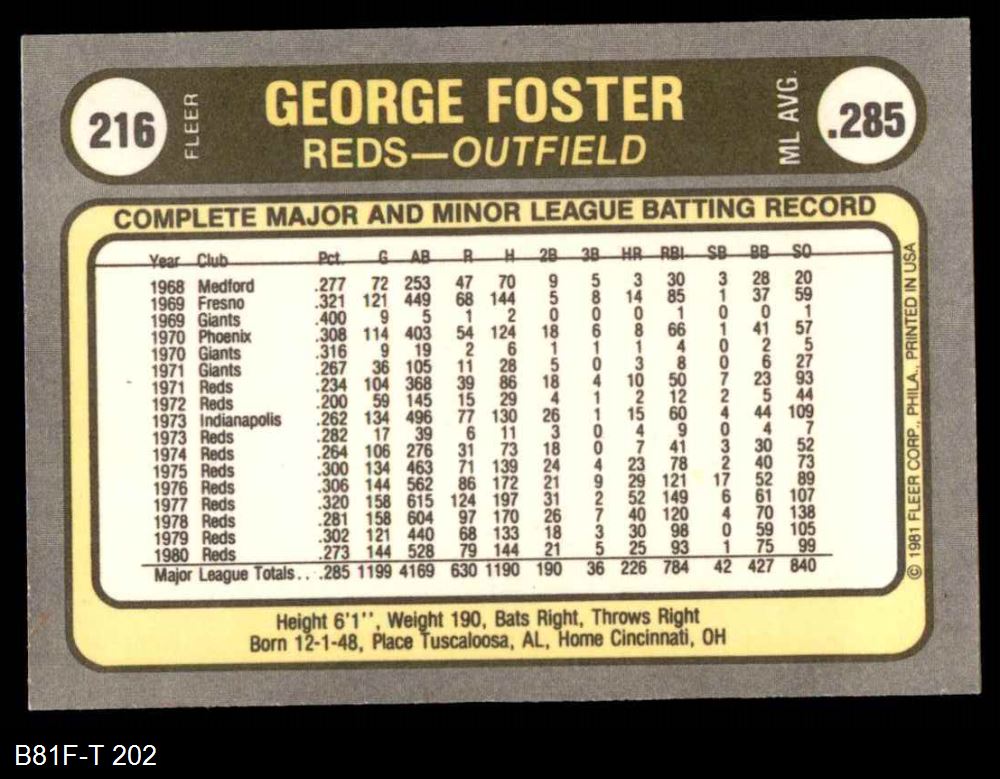 216 FLEER GEORGE FOSTER ML AVG. .285
REDS—OUTFIELD
COMPLETE MAJOR AND MINOR LEAGUE BATTING RECORD
Year Club Pct. G AB R H 2B 3B HR RBI SB BB SO
1968 Medford .277 72 253 47 70 9 5 3 30 3 28 20
1969 Fresno .321 121 449 68 144 5 8 14 85 1 37 59
1969 Giants .400 9 5 1 2 0 0 0 1 0 0 1
1970 Phoenix .308 114 403 54 124 18 6 8 66 1 41 57
1970 Giants .316 9 19 2 6 1 1 1 4 0 2 5
1971 Giants .267 36 105 11 28 5 0 3 8 0 6 27
1971 Reds .234 104 368 39 86 18 4 10 50 7 23 93
1972 Reds .200 59 145 15 29 4 1 2 12 2 5 44
1973 Indianapolis .262 134 496 77 130 26 1 15 60 4 44 109
1973 Reds .282 17 39 6 11 3 0 4 9 0 4 7
1974 Reds .264 106 276 31 73 18 0 7 41 3 30 52
1975 Reds .300 134 463 71 139 24 4 23 78 2 40 73
1976 Reds .306 144 562 86 172 21 9 29 121 17 52 89
1977 Reds .320 158 615 124 197 31 2 52 149 6 61 107
1978 Reds .281 158 604 97 170 26 7 40 120 4 70 138
1979 Reds .302 121 440 68 133 18 3 30 98 0 59 105
1980 Reds .273 144 528 79 144 21 5 25 93 1 75 99
Major League Totals... .285 1199 4169 630 1190 190 36 226 784 42 427 840
Height 6'1'', Weight 190, Bats Right, Throws Right
Born 12-1-48, Place Tuscaloosa, AL, Home Cincinnati, OH
© 1981 FLEER CORP., PHILA., PRINTED IN USA
B81F-T 202